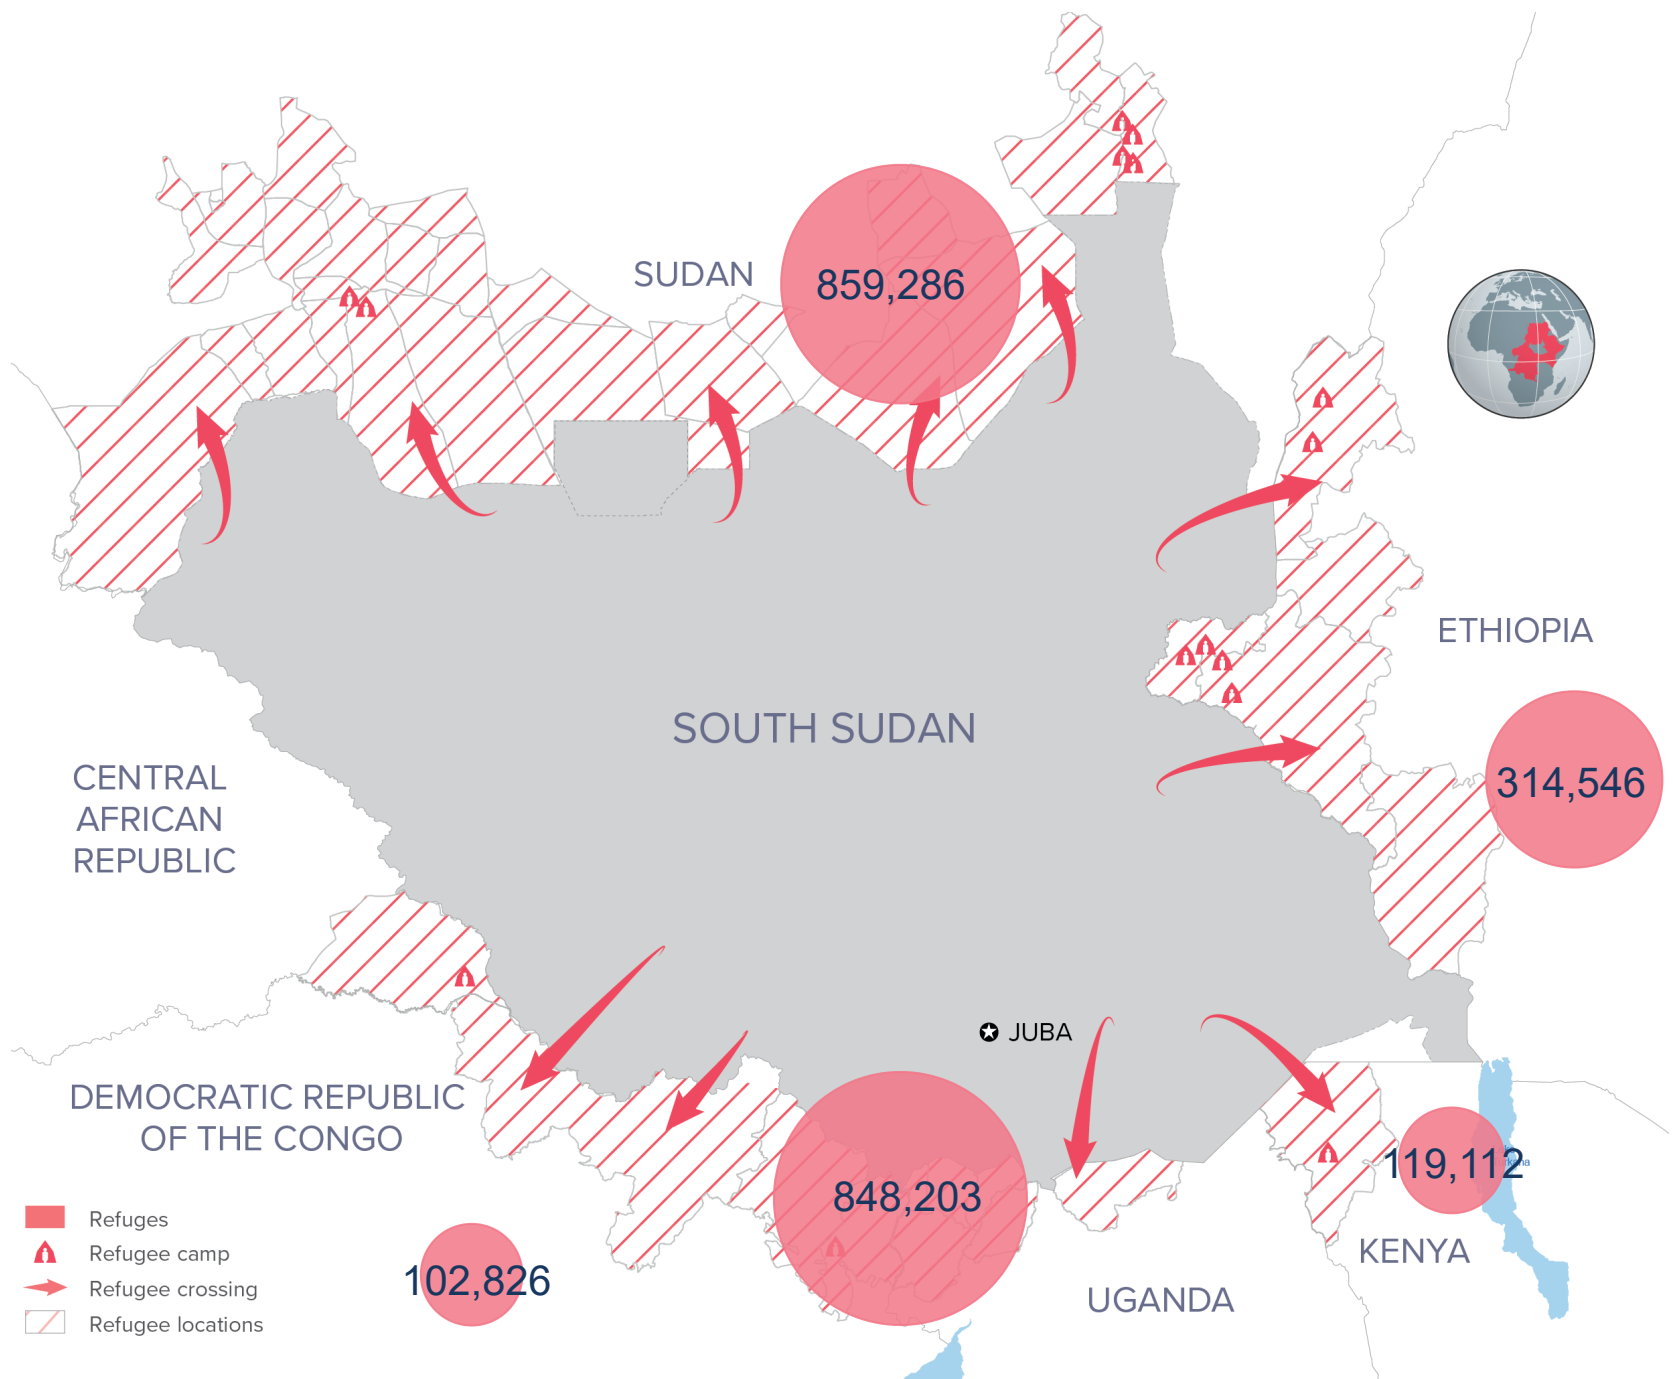 SUDAN
859,286
ETHIOPIA
SOUTH SUDAN
314,546
CENTRAL
AFRICAN
REPUBLIC
JUBA
DEMOCRATIC REPUBLIC
OF THE CONGO
119,112
848,203
KENYA
102,826
UGANDA
Refuges
Refugee camp
Refugee crossing
Refugee locations